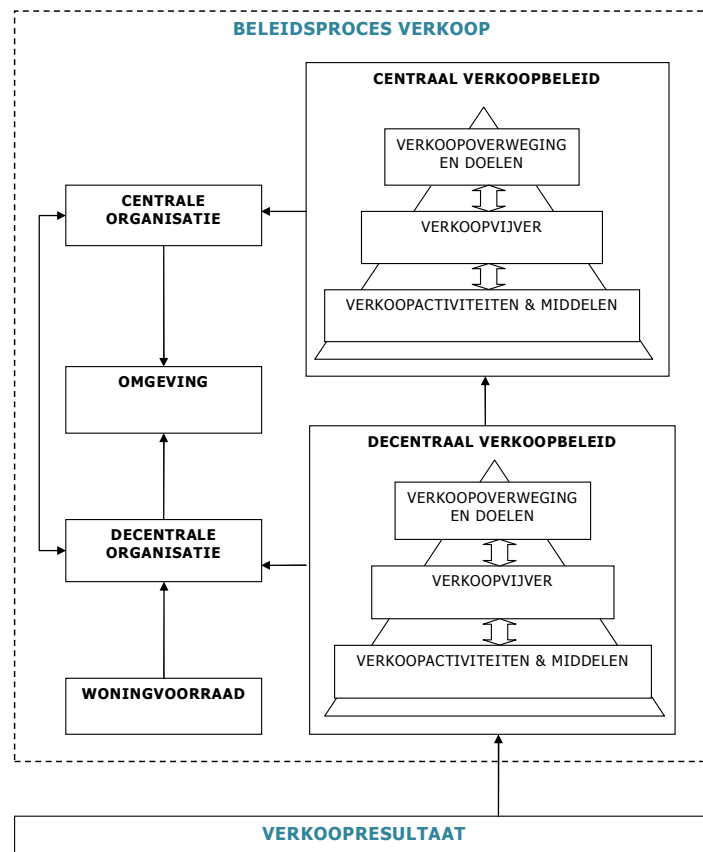 BELEIDSPROCES VERKOOP
CENTRAAL VERKOOPBELEID
VERKOOPOVERWEGING
EN DOELEN
VERKOOPVIJVER
VERKOOPACTIVITEITEN & MIDDELEN
CENTRALE
ORGANISATIE
OMGEVING
DECENTRAAL VERKOOPBELEID
VERKOOPOVERWEGING
EN DOELEN
VERKOOPVIJVER
VERKOOPACTIVITEITEN & MIDDELEN
DECENTRALE
ORGANISATIE
WONINGVOORRAAD
VERKOOPRESULTAAT